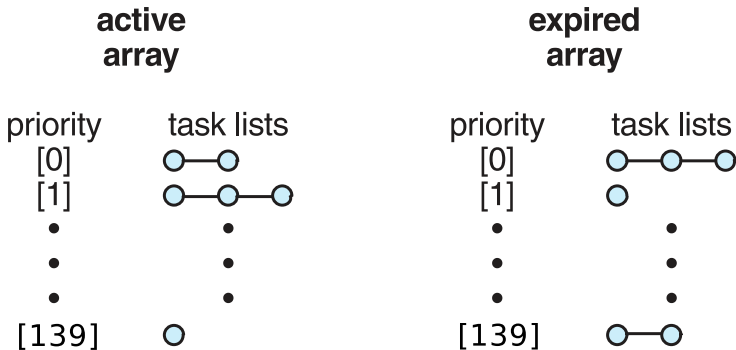 active
array
priority task lists
[0]
[1]
[139]
expired
array
priority task lists
[0]
[1]
[139]